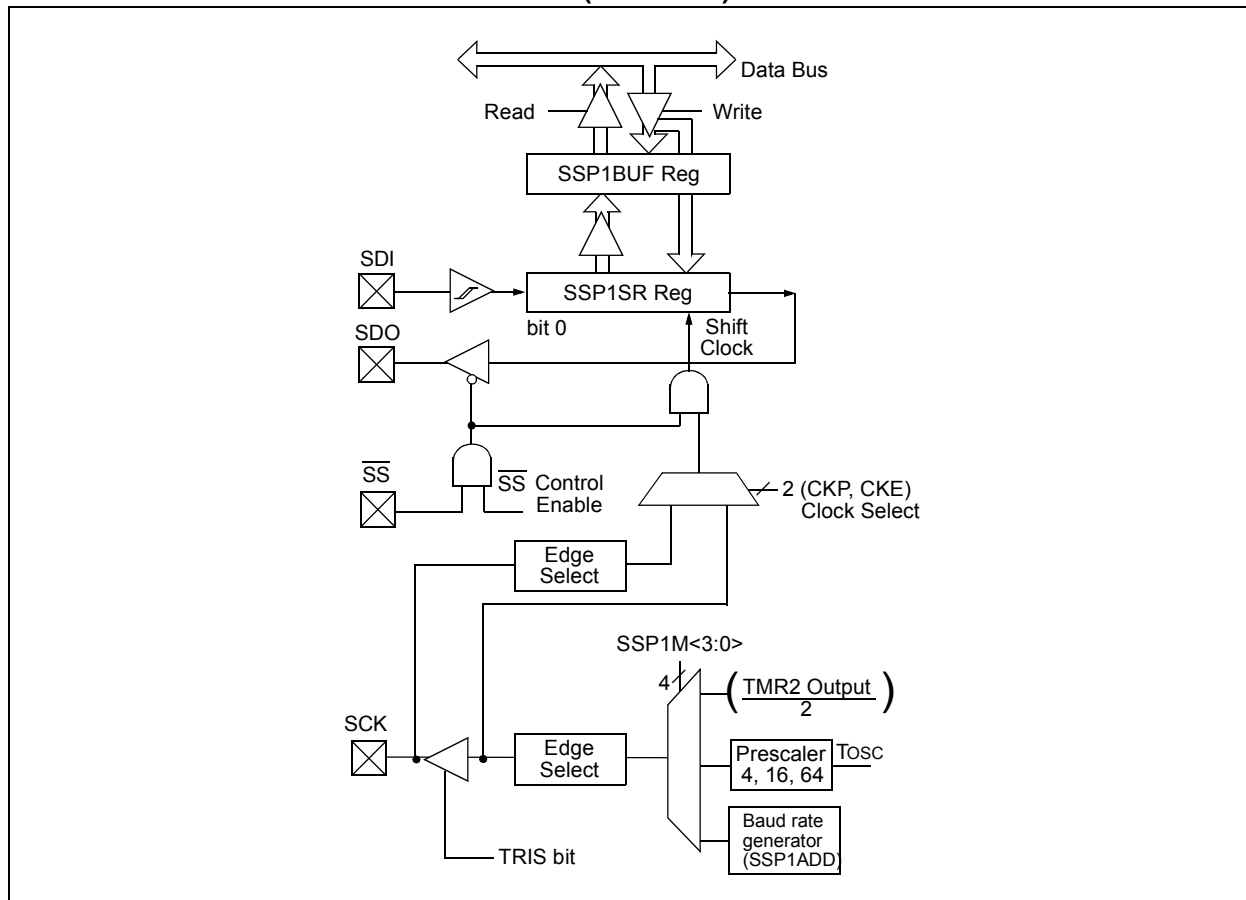 Data Bus
Read
Write
SSP1BUF Reg
SDI
SSP1SR Reg
bit 0
Shift
Clock
SDO
SS
SS Control
Enable
2 (CKP, CKE)
Clock Select
Edge
Select
SSP1M<3:0>
4
(TMR2 Output)
2
SCK
Edge
Select
Prescaler
4, 16, 64
TOSC
Baud rate
generator
(SSP1ADD)
TRIS bit